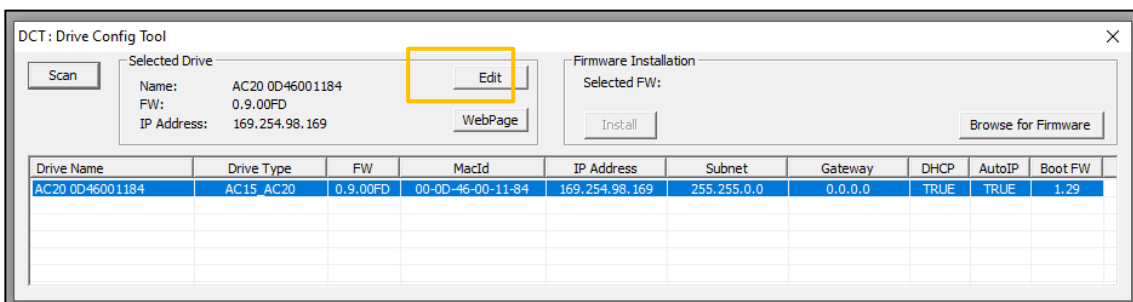 DCT : Drive Config Tool
Scan
Selected Drive
Name: AC20 0D46001184
FW: 0.9.00FD
IP Address: 169.254.98.169
Edit
WebPage
Firmware Installation
Selected FW:
Install
Browse for Firmware
Drive Name Drive Type FW MacId IP Address Subnet Gateway DHCP AutoIP Boot FW
AC20 0D46001184 AC15_AC20 0.9.00FD 00-0D-46-00-11-84 169.254.98.169 255.255.0.0 0.0.0.0 TRUE TRUE 1.29